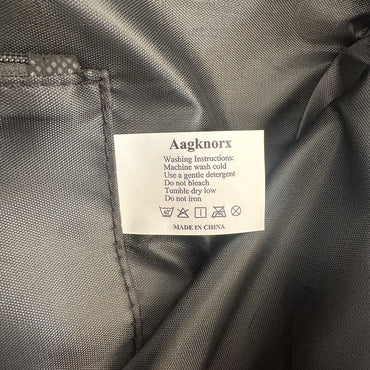 Aagknorx
Washing Instructions:
Machine wash cold
Use a gentle detergent
Do not bleach
Tumble dry low
Do not iron
MADE IN CHINA